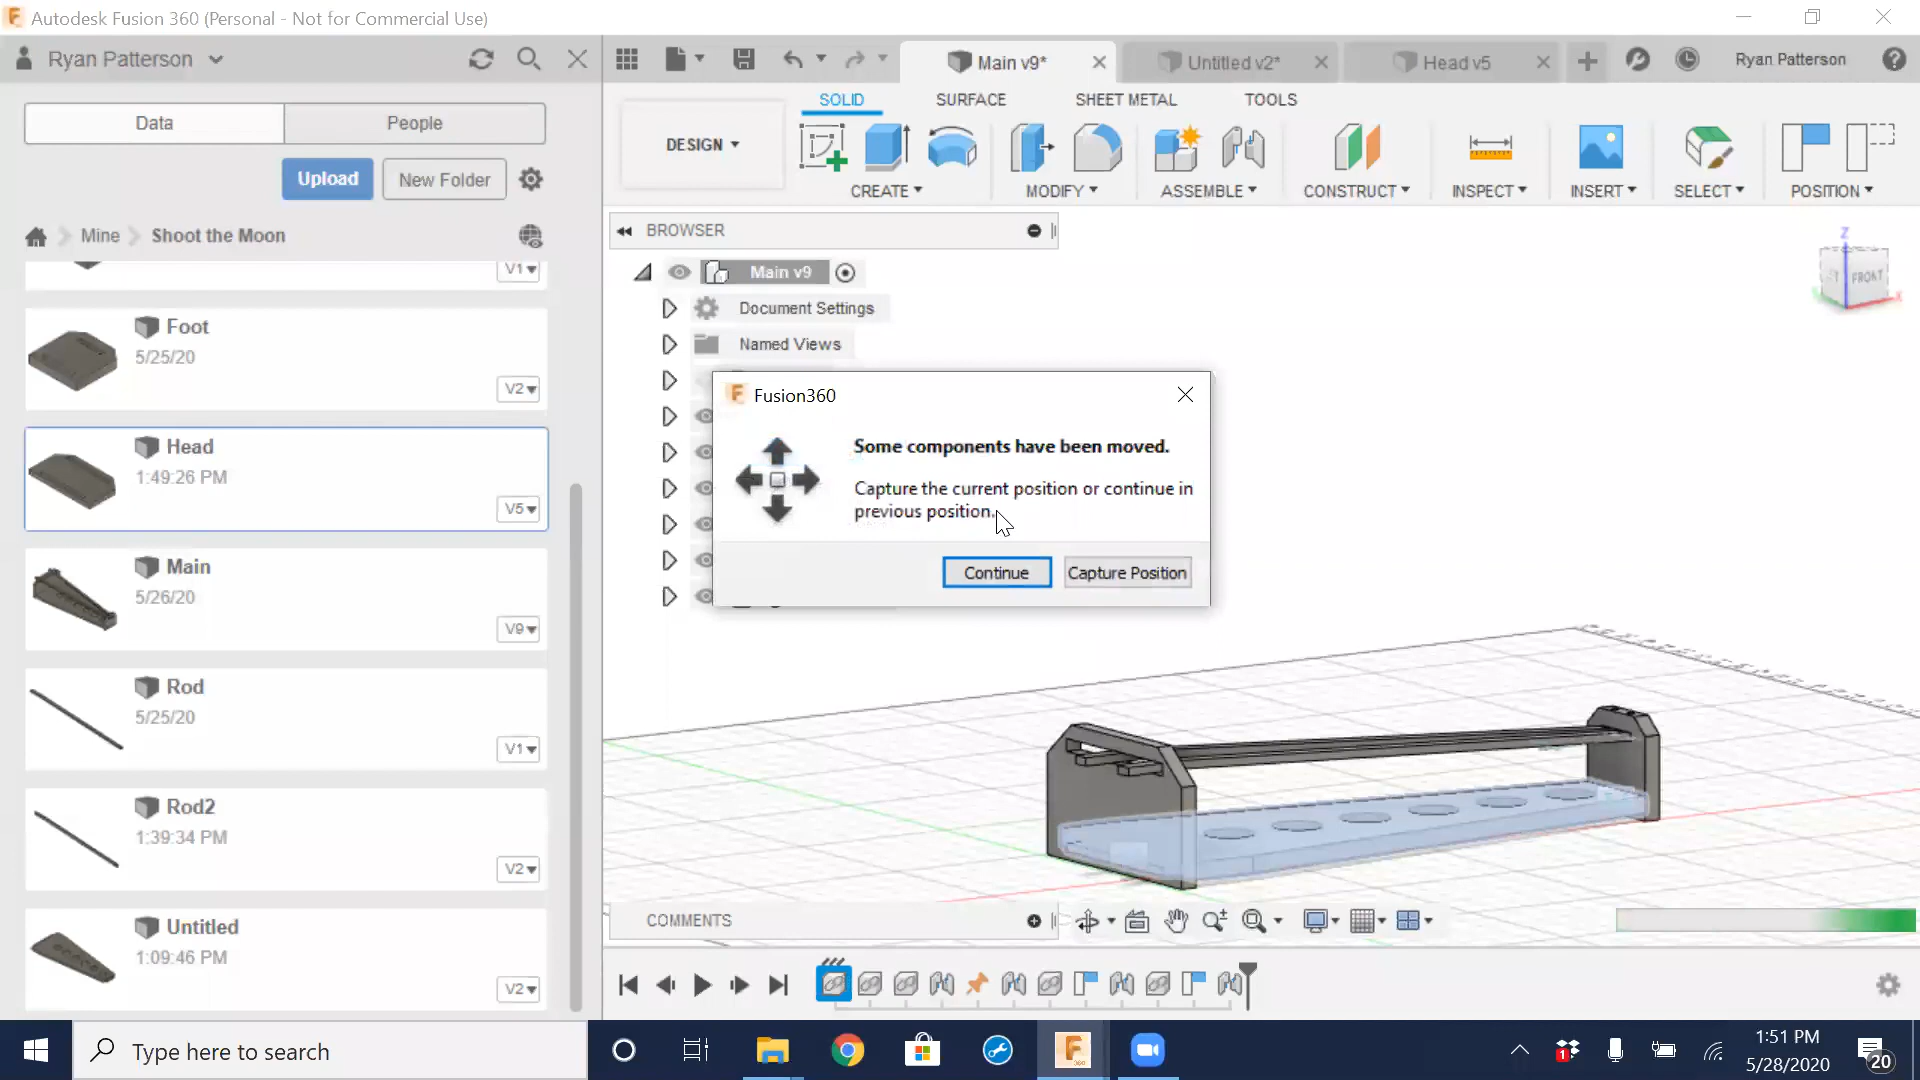 Autodesk Fusion 360 (Personal - Not for Commercial Use)
Ryan Patterson
Main v9*
Untitled v2*
Head v5
Ryan Patterson
Data
People
SOLID
SURFACE
SHEET METAL
TOOLS
DESIGN
Upload
New Folder
CREATE
MODIFY
ASSEMBLE
CONSTRUCT
INSPECT
INSERT
SELECT
POSITION
Mine
Shoot the Moon
BROWSER
V1
Main v9
Document Settings
Named Views
Z
FRONT
X
Foot
5/25/20
V2
Head
1:49:26 PM
V5
Main
5/26/20
V9
Rod
5/25/20
V1
Rod2
1:39:34 PM
V2
Untitled
1:09:46 PM
V2
Fusion360
Some components have been moved.
Capture the current position or continue in
previous position.
Continue
Capture Position
COMMENTS
Type here to search
1
1:51 PM
5/28/2020
20